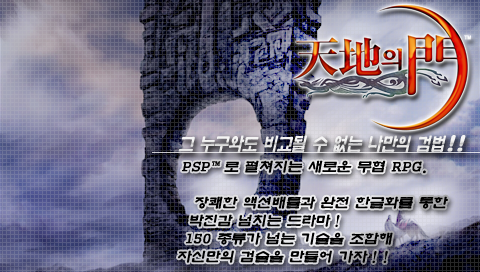 天地의 門™
그 누구와도 비교될 수 없는 나만의 검법!!
PSP™로 펼쳐지는 새로운 무협 RPG.
장쾌한 액션배틀과 완전 한글화를 통한
박진감 넘치는 드라마!
150 종류가 넘는 기술을 조합해
자신만의 검술을 만들어 가자!!